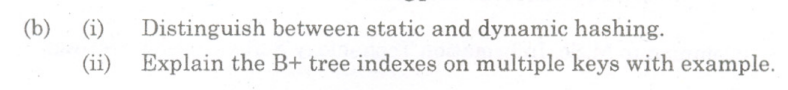 (b) (i) Distinguish between static and dynamic hashing.
(ii) Explain the B+ tree indexes on multiple keys with example.